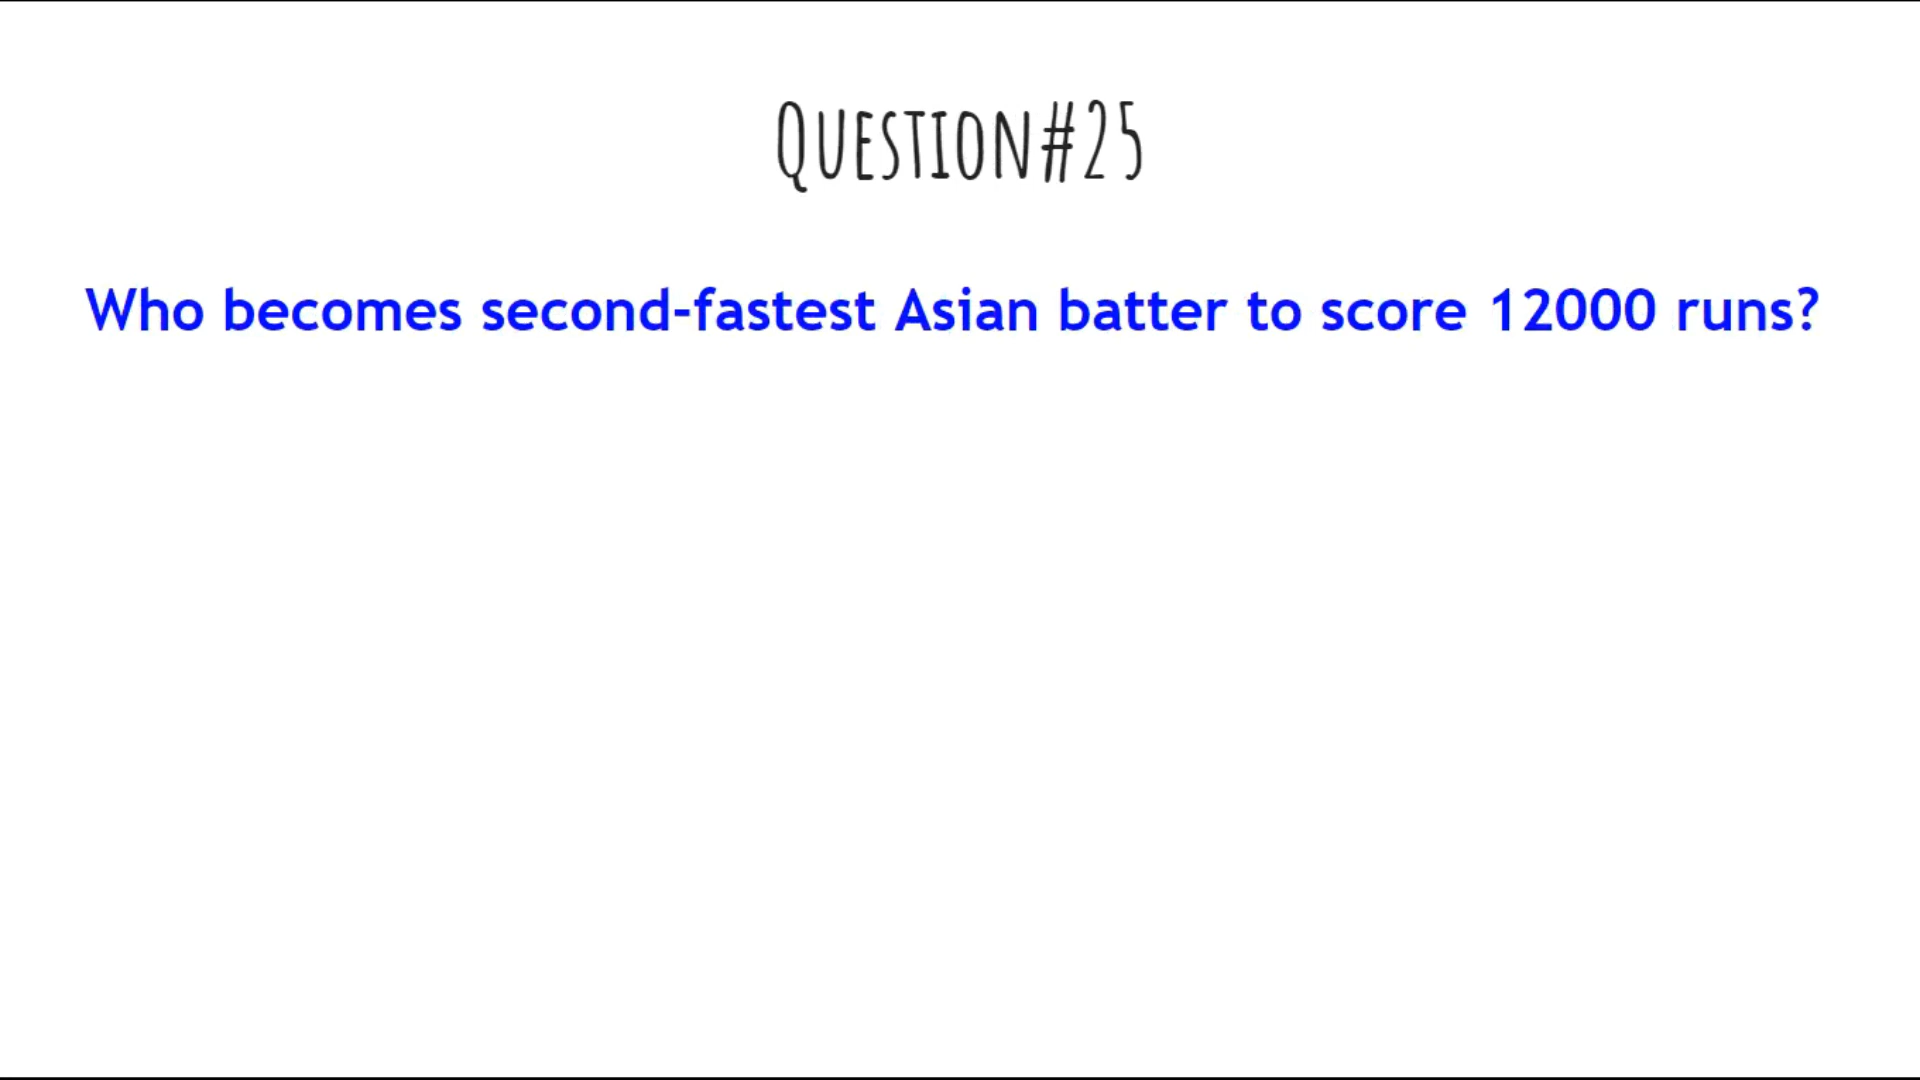 Question#25
Who becomes second-fastest Asian batter to score 12000 runs?